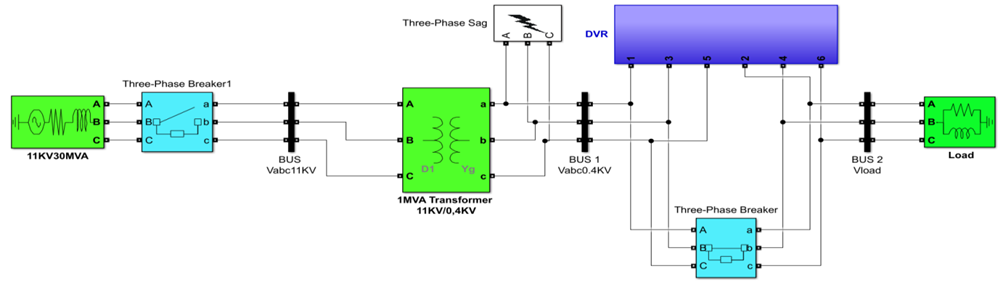 Three-Phase Sag
A
B
C
DVR
1
3
5
2
4
6
Three-Phase Breaker1
A
B
C
11KV30MVA
A
B
C
a
b
c
BUS
Vabc11KV
A
B
C
D1
Yg
a
b
c
1MVA Transformer
11KV/0,4KV
BUS 1
Vabc0.4KV
BUS 2
Vload
A
B
C
Load
Three-Phase Breaker
A
B
C
a
b
c